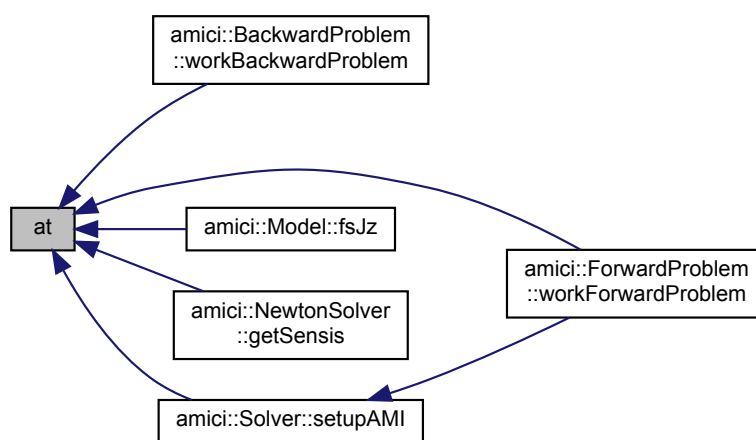 amici::BackwardProblem
::workBackwardProblem
at
amici::Model::fsJz
amici::ForwardProblem
::workForwardProblem
amici::NewtonSolver
::getSensis
amici::Solver::setupAMI